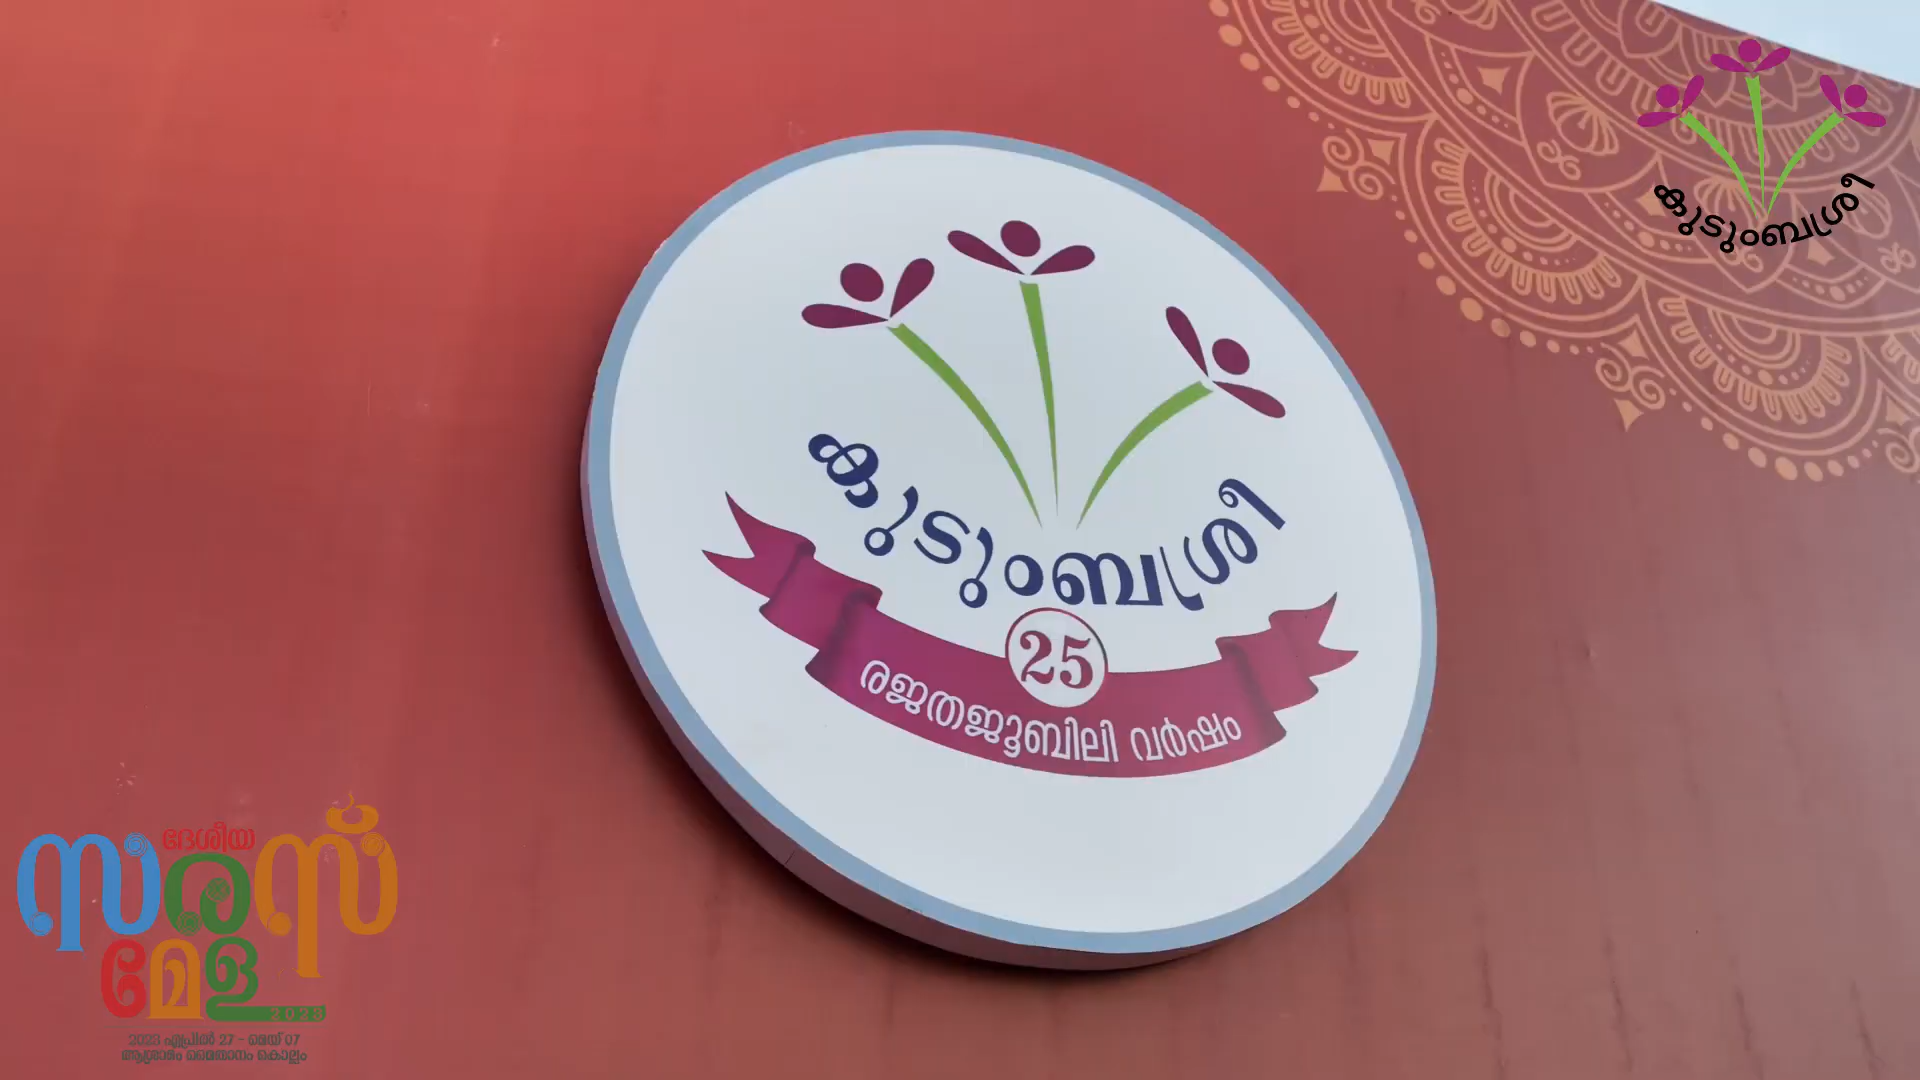 കുടുംബശ്രീ
കുടുംബശ്രീ
25
രജതജൂബിലി വർഷം
ദേശീയ
സരസ്
മേള
2023
2023 ഏപ്രിൽ 27 - മെയ് 07
ആശ്രാമം മൈതാനം കൊല്ലം